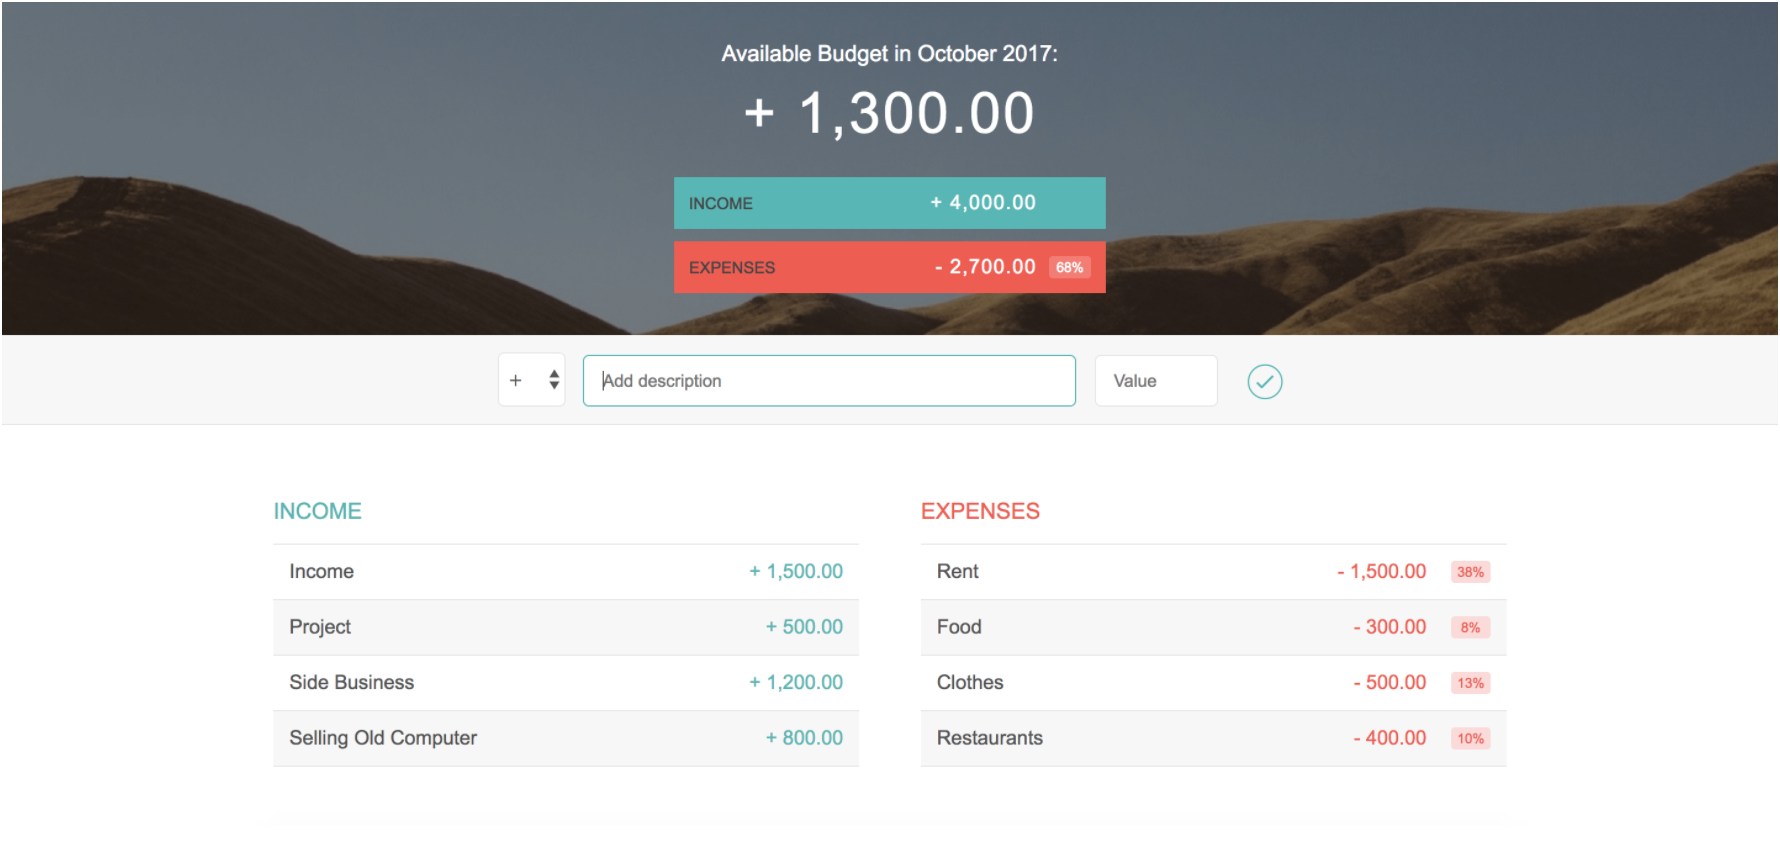 Available Budget in October 2017:
+ 1,300.00
INCOME + 4,000.00
EXPENSES - 2,700.00 68%
+ Add description Value
INCOME
Income + 1,500.00
Project + 500.00
Side Business + 1,200.00
Selling Old Computer + 800.00
EXPENSES
Rent - 1,500.00 38%
Food - 300.00 8%
Clothes - 500.00 13%
Restaurants - 400.00 10%